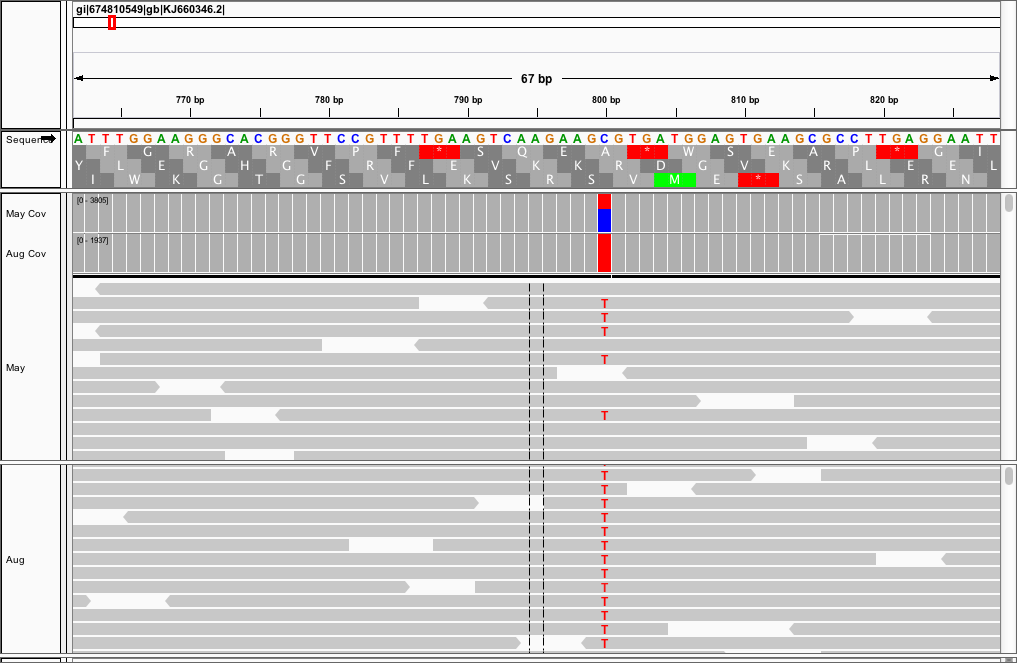 gi|674810549|gb|KJ660346.2|
67 bp
770 bp 780 bp 790 bp 800 bp 810 bp 820 bp
Sequence A T T T G G A A G G G C A C G G G T T C C G T T T T G A A G T C A A G A A G C G T G A T G G A G T G A A G C G C C T T G A G G A A T T
F G R A R V P F * S Q E A * W S E A P * G I
Y L E G H G F R F E V K K R D G V K R L E E L
I W K G T G S V L K S R S V M E * S A L R N
[0 - 3805]
May Cov
[0 - 1937]
Aug Cov
T
T
T
T
May
T
T
T
T
T
T
T
Aug T
T
T
T
T
T
T